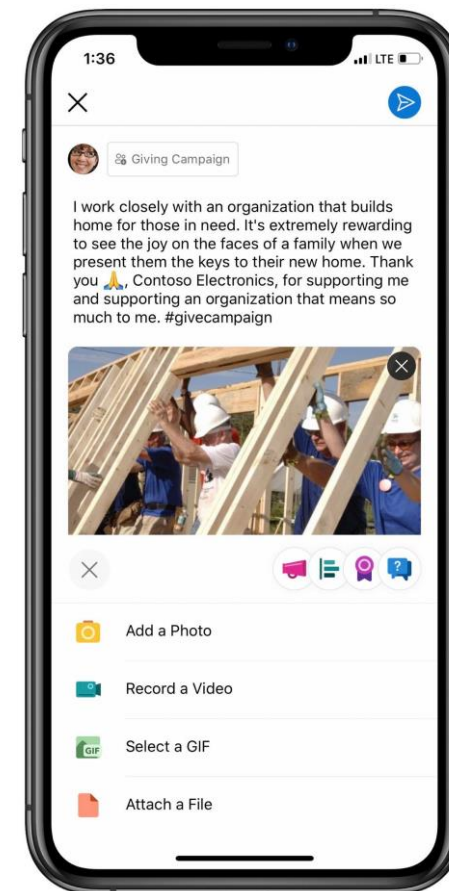 1:36
LTE
Giving Campaign
I work closely with an organization that builds
home for those in need. It's extremely rewarding
to see the joy on the faces of a family when we
present them the keys to their new home. Thank
you 🙏, Contoso Electronics, for supporting me
and supporting an organization that means so
much to me. #givecampaign
?
Add a Photo
Record a Video
GIF
Select a GIF
Attach a File